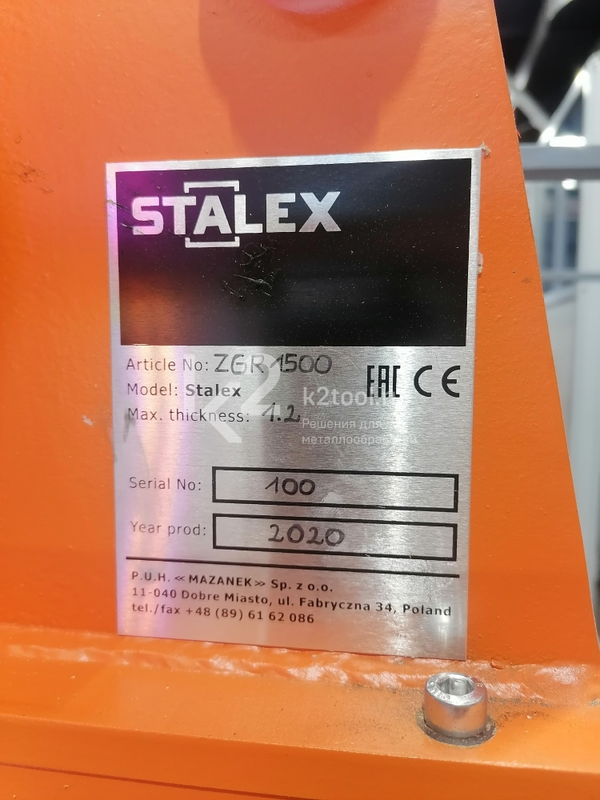 STALEX
Article No: ZGR 1500
Model: Stalex
Max. thickness: 1.2
EAC CE
k2tool.ru
Решения для
металлообработки
Serial No: 100
Year prod: 2020
P.U.H. «MAZANEK» Sp. z o.o.
11-040 Dobre Miasto, ul. Fabryczna 34, Poland
tel./fax +48 (89) 61 62 086